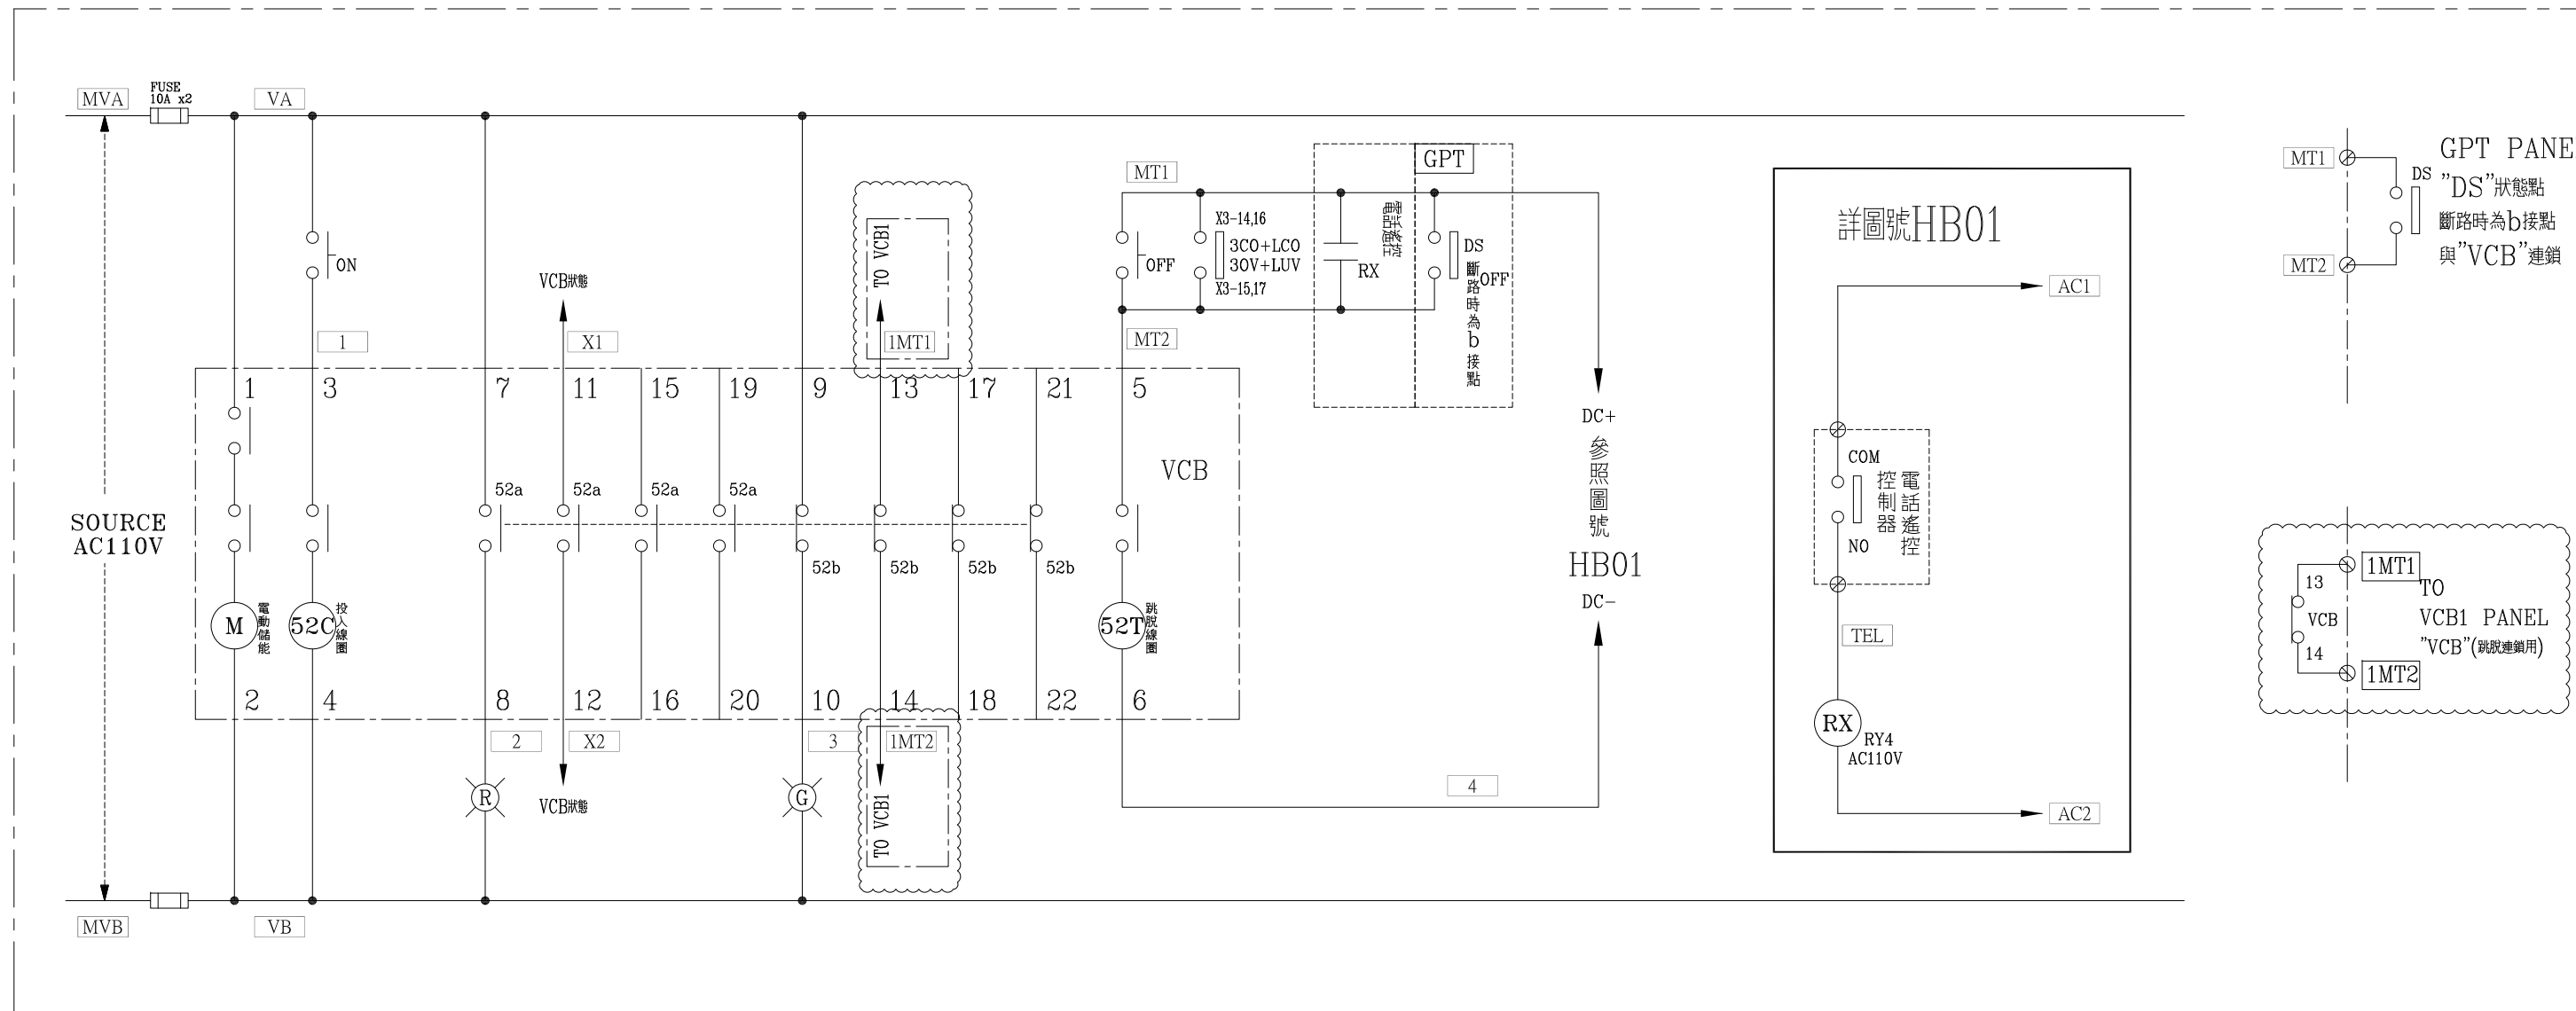 MVA
FUSE
10A x2
VA
SOURCE
AC110V
MVB
VB
ON
1
VCB狀態
X1
TO VCB1
1MT1
MT1
OFF
X3-14,16
3CO+LCO
3OV+LUV
X3-15,17
電話遙控
RX
GPT
DS
OFF
斷路時為b接點
MT2
1
3
7
11
15
19
9
13
17
21
5
VCB
52a
52a
52a
52a
52b
52b
52b
52b
M
電動儲能
52C
投入線圈
52T
跳脫線圈
2
4
8
12
16
20
10
14
18
22
6
2
X2
3
1MT2
4
R
VCB狀態
G
TO VCB1
DC+
參照圖號
HB01
DC-
詳圖號HB01
AC1
COM
NO
電話遙控
控制器
TEL
RX
RY4
AC110V
AC2
MT1
MT2
DS
GPT PANE
"DS"狀態點
斷路時為b接點
與"VCB"連鎖
13
VCB
14
1MT1
TO
VCB1 PANEL
"VCB"(跳脫連鎖用)
1MT2